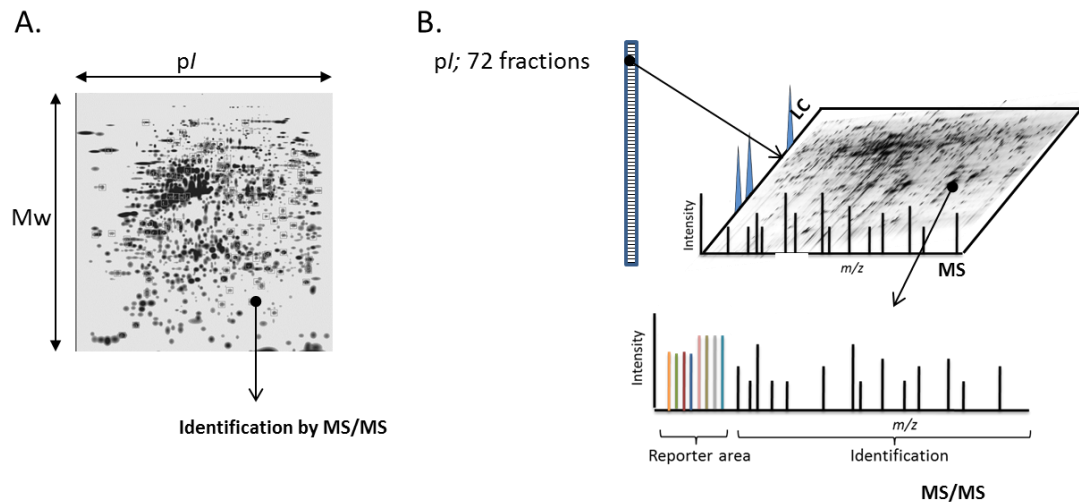 A.
pI
Mw
Identification by MS/MS
B.
pI; 72 fractions
LC
Intensity
m/z
MS
Intensity
m/z
Reporter area
Identification
MS/MS